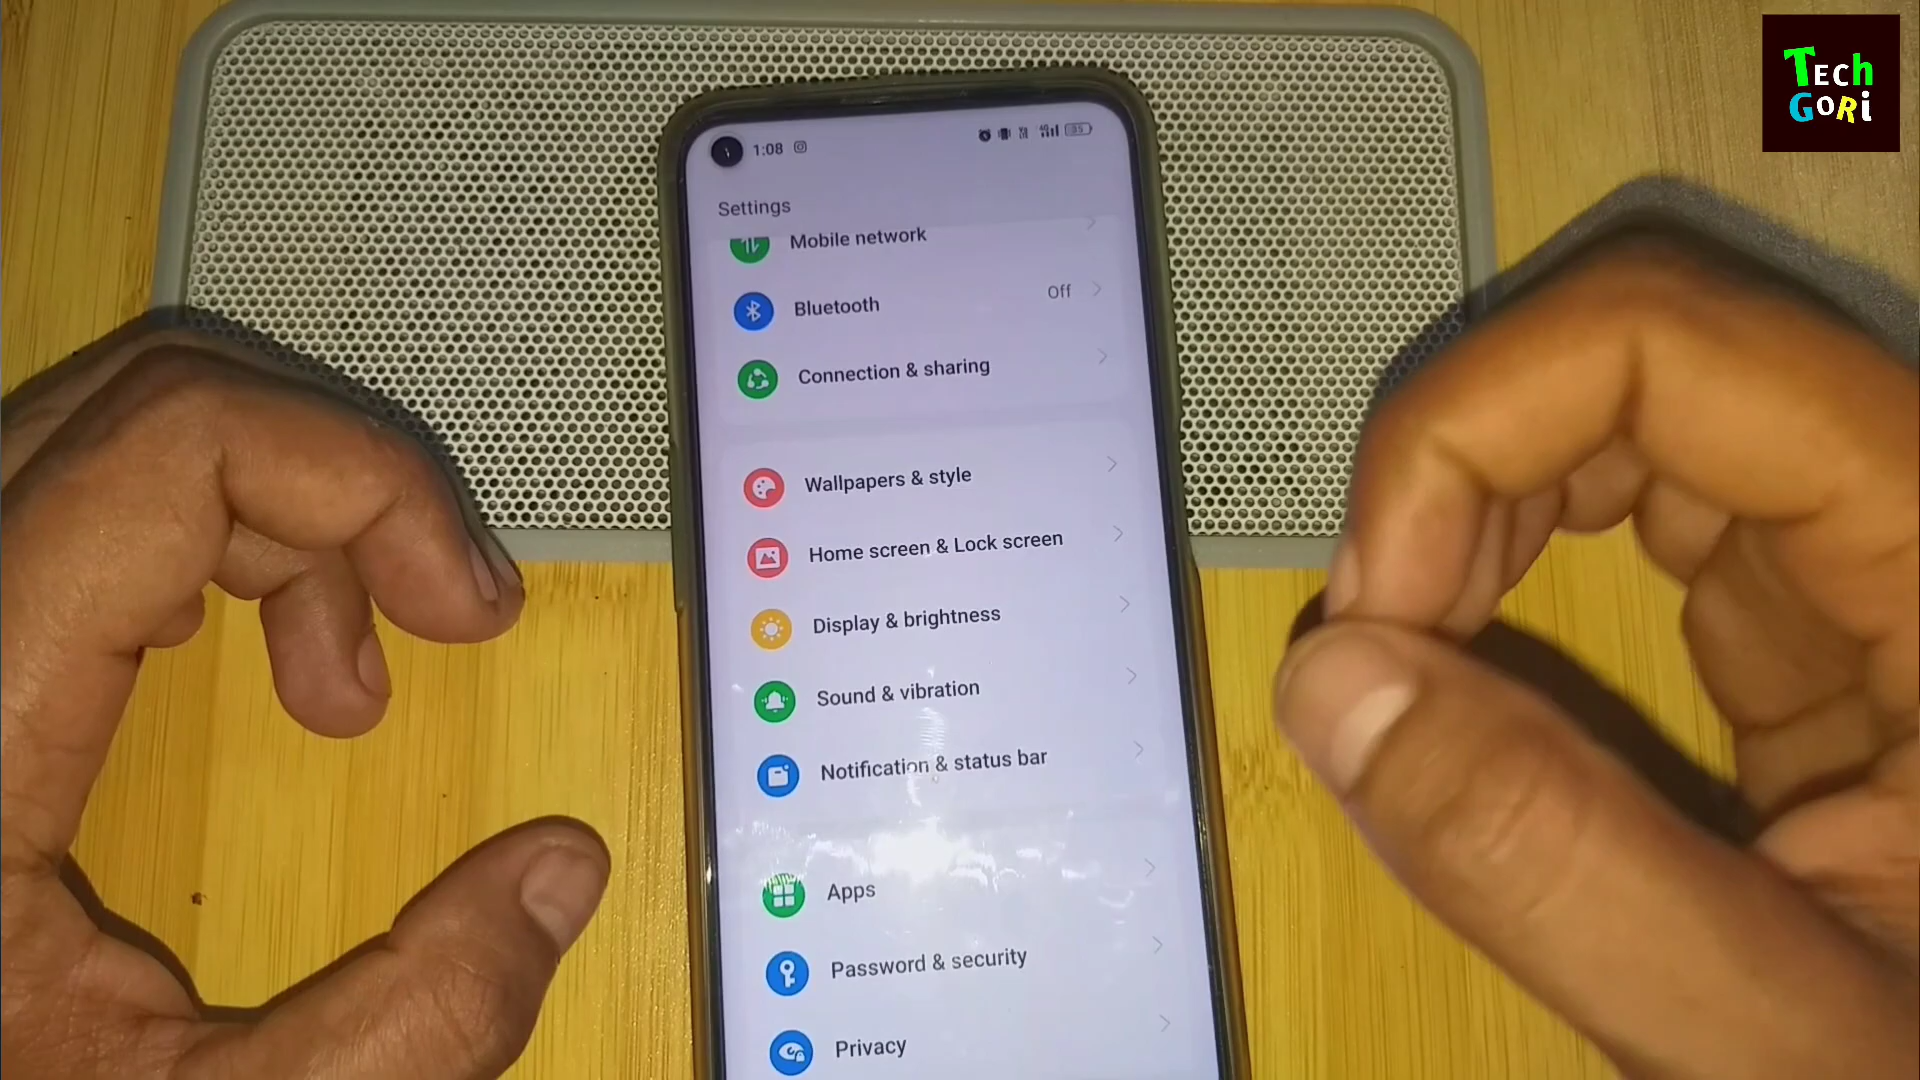 Tech
Gori
1:08
35
Settings
Mobile network
Bluetooth
Off
Connection & sharing
Wallpapers & style
Home screen & Lock screen
Display & brightness
Sound & vibration
Notification & status bar
Apps
Password & security
Privacy